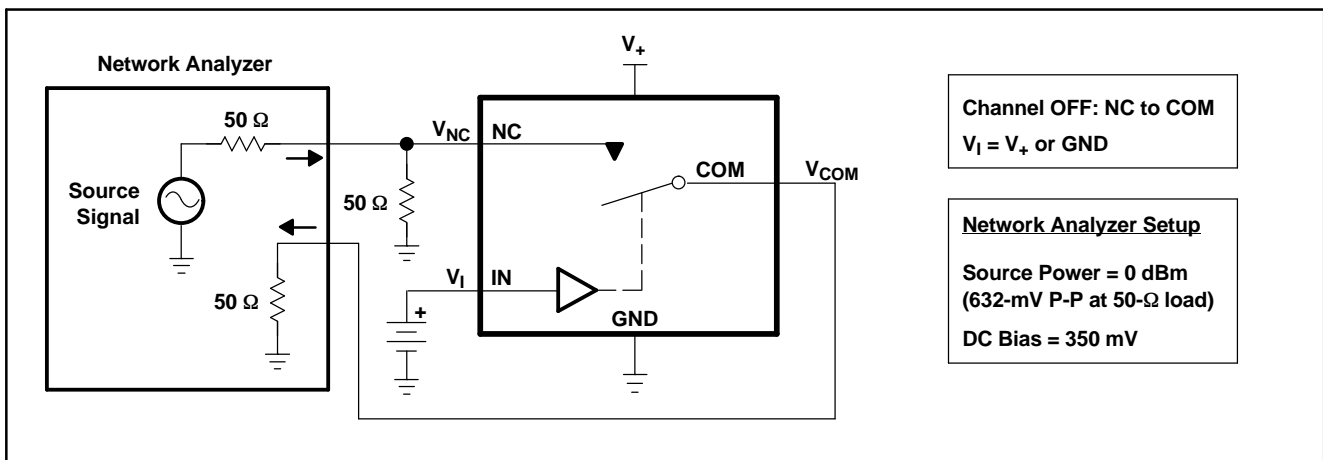 Network Analyzer
50 Ω
Source
Signal
50 Ω
50 Ω
V+
VNC
NC
COM
VCOM
VI
IN
+
GND
Channel OFF: NC to COM
VI = V+ or GND
Network Analyzer Setup
Source Power = 0 dBm
(632-mV P-P at 50-Ω load)
DC Bias = 350 mV